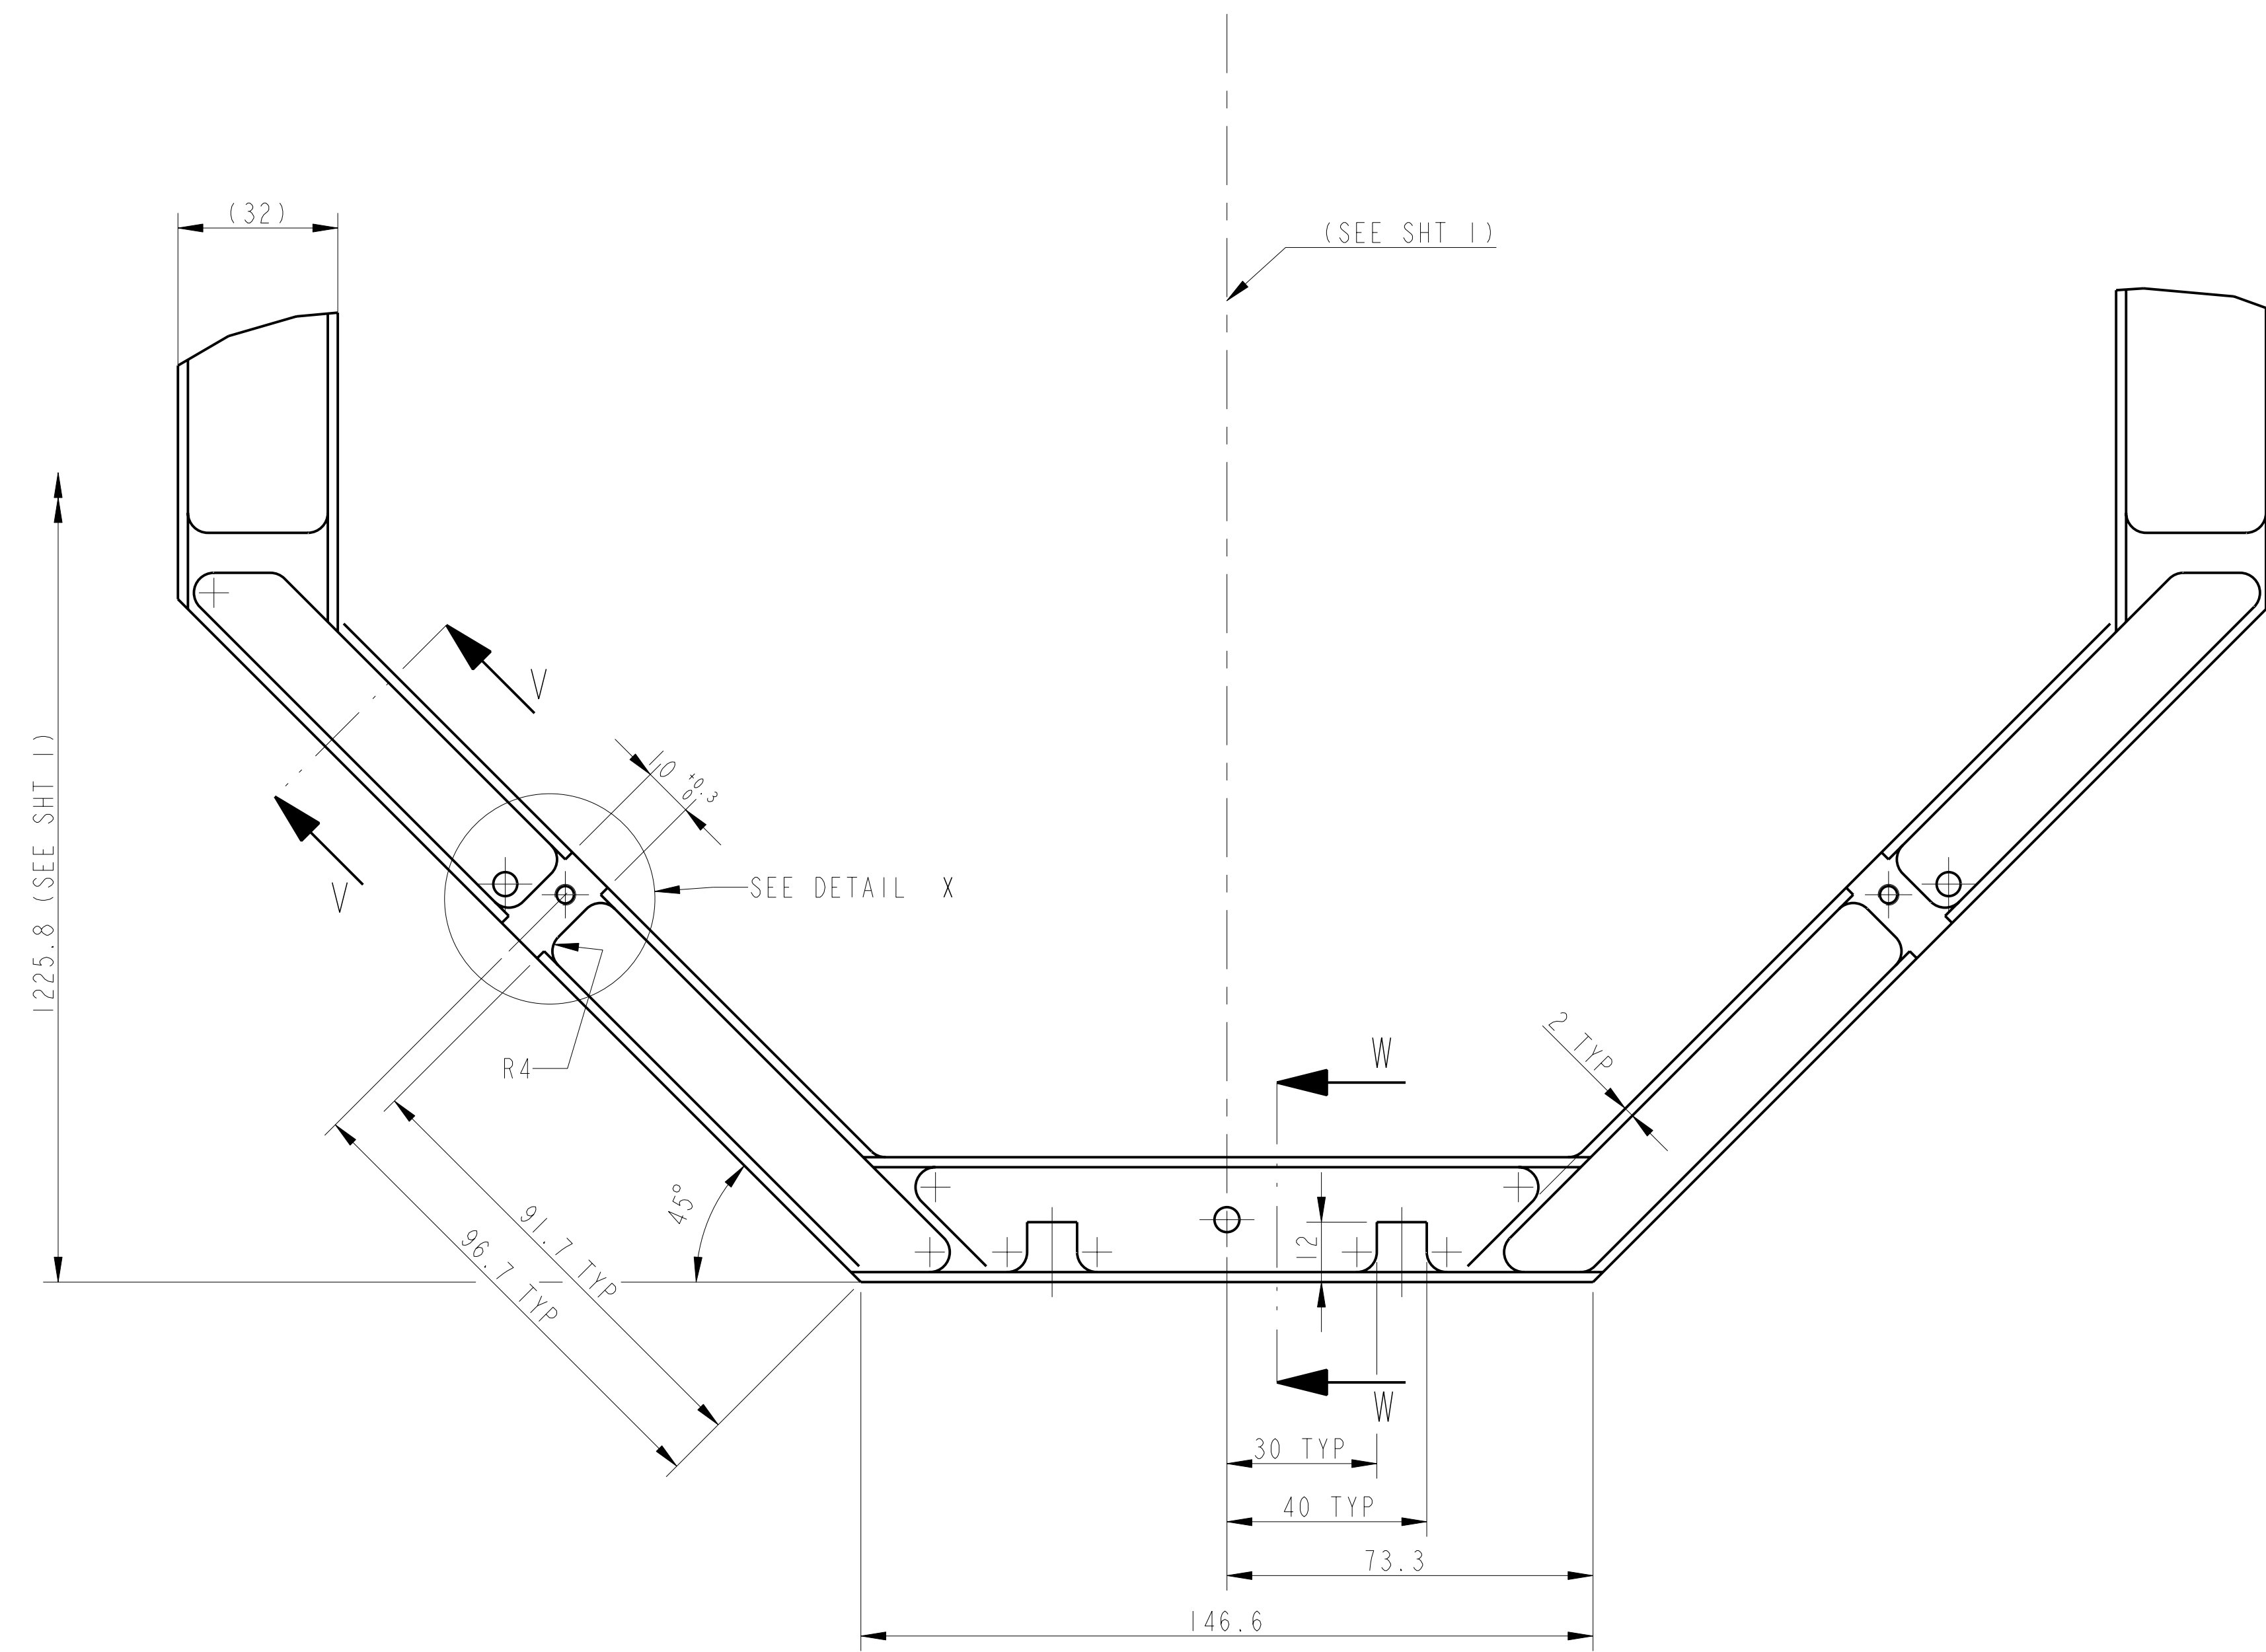 (32)
(SEE SHT 1)
V
10 +0.3
0
1225.8 (SEE SHT 1)
V
SEE DETAIL X
2 TYP
W
R4
45°
91.7 TYP
96.7 TYP
12
W
30 TYP
40 TYP
73.3
146.6